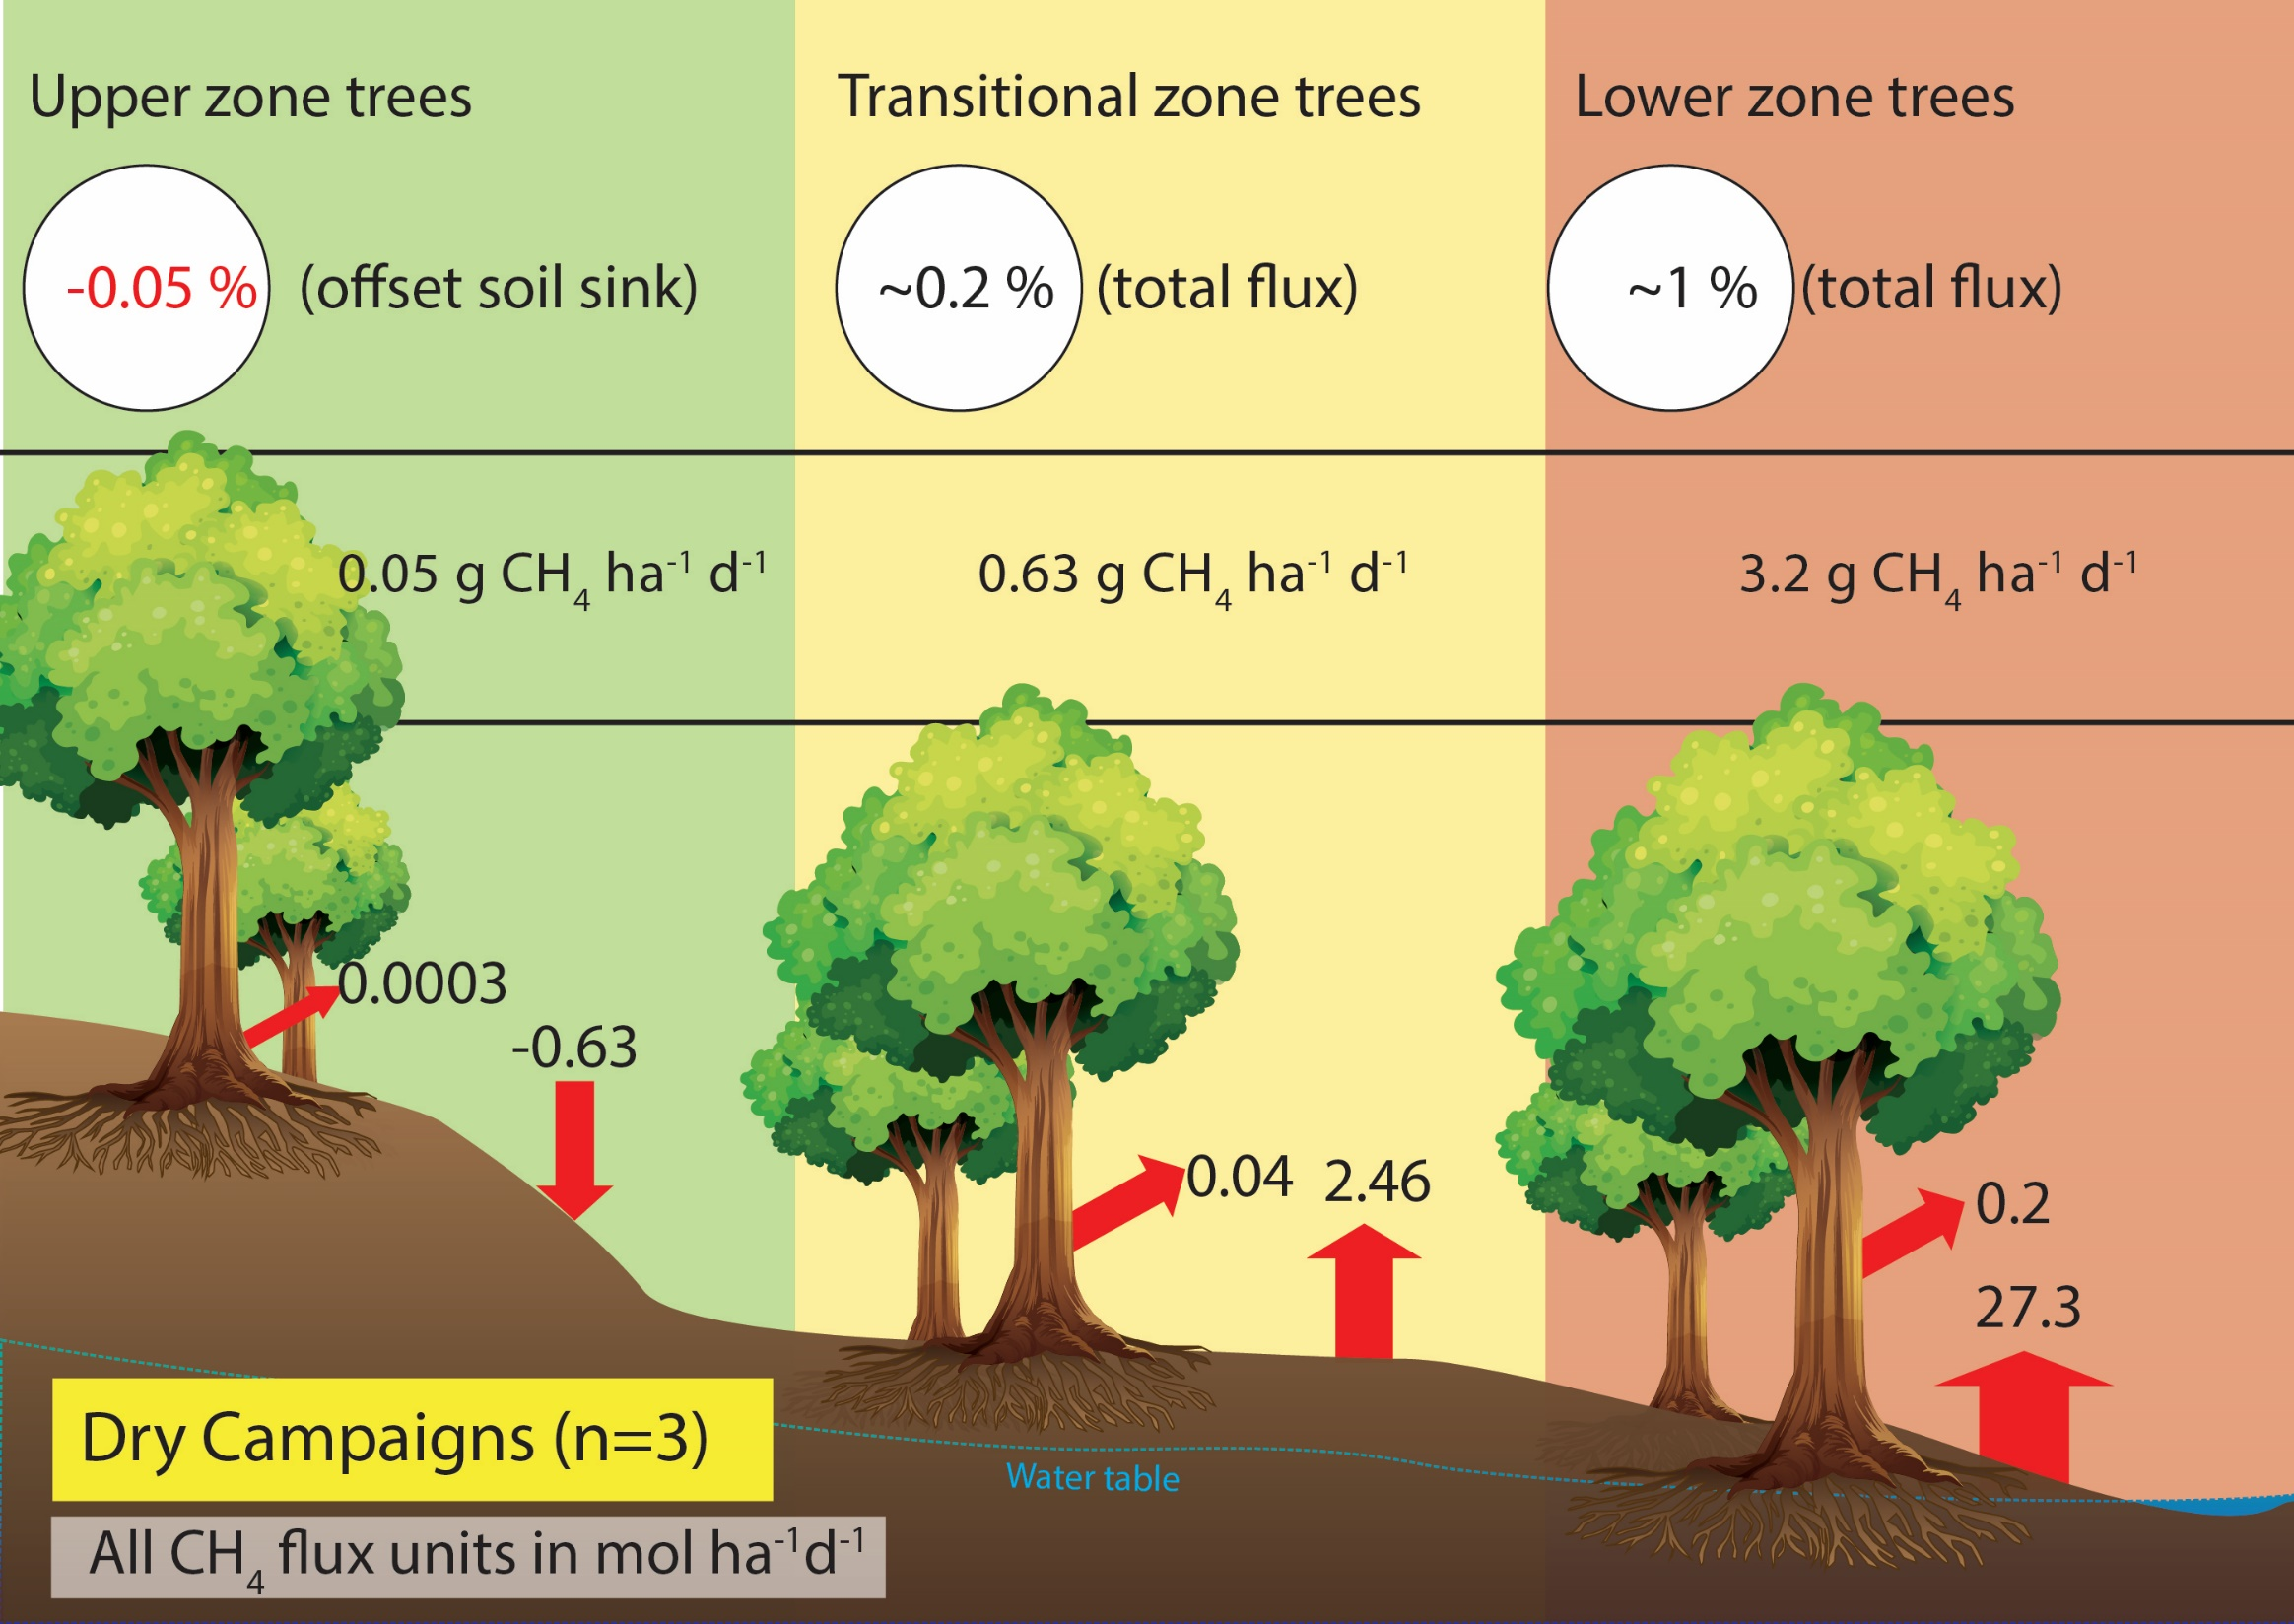 Upper zone trees
Transitional zone trees
Lower zone trees
-0.05 %
(offset soil sink)
~0.2 %
(total flux)
~1 %
(total flux)
0.05 g CH₄ ha⁻¹ d⁻¹
0.63 g CH₄ ha⁻¹ d⁻¹
3.2 g CH₄ ha⁻¹ d⁻¹
0.0003
-0.63
0.04
2.46
0.2
27.3
Dry Campaigns (n=3)
Water table
All CH₄ flux units in mol ha⁻¹d⁻¹